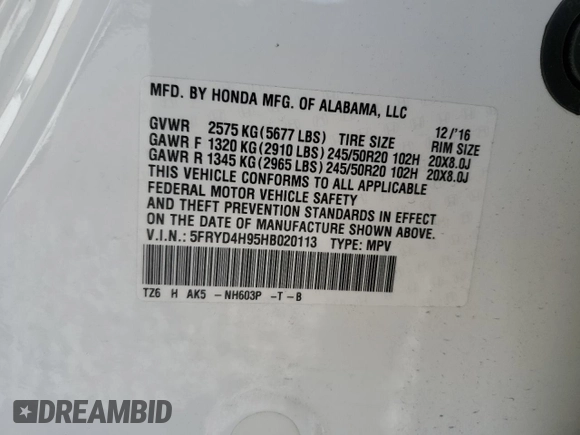 MFD. BY HONDA MFG. OF ALABAMA, LLC
GVWR 2575 KG(5677 LBS) TIRE SIZE 12/'16 RIM SIZE
GAWR F 1320 KG(2910 LBS)245/50R20 102H 20X8.0J
GAWR R 1345 KG(2965 LBS)245/50R20 102H 20X8.0J
THIS VEHICLE CONFORMS TO ALL APPLICABLE
FEDERAL MOTOR VEHICLE SAFETY
AND THEFT PREVENTION STANDARDS IN EFFECT
ON THE DATE OF MANUFACTURE SHOWN ABOVE.
V.I.N.: 5FRYD4H95HB020113 TYPE: MPV
TZ6 H AK5 - NH603P -T-B
DREAMBID